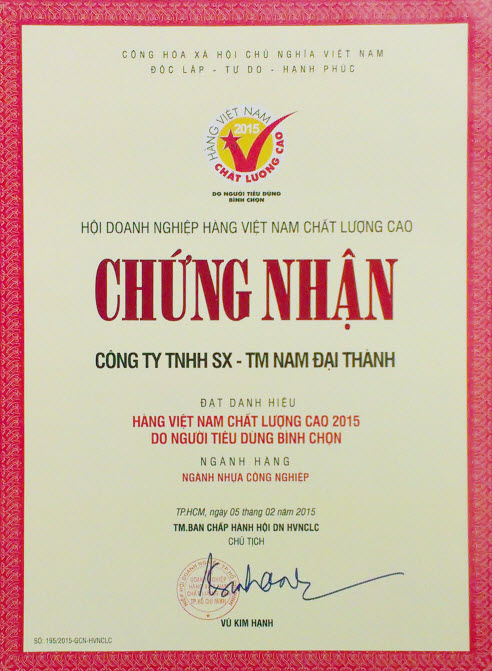 CỘNG HÒA XÃ HỘI CHỦ NGHĨA VIỆT NAM
ĐỘC LẬP - TỰ DO - HẠNH PHÚC
HÀNG VIỆT NAM
2015
CHẤT LƯỢNG CAO
DO NGƯỜI TIÊU DÙNG
BÌNH CHỌN
HỘI DOANH NGHIỆP HÀNG VIỆT NAM CHẤT LƯỢNG CAO
CHỨNG NHẬN
CÔNG TY TNHH SX - TM NAM ĐẠI THÀNH
ĐẠT DANH HIỆU
HÀNG VIỆT NAM CHẤT LƯỢNG CAO 2015
DO NGƯỜI TIÊU DÙNG BÌNH CHỌN
NGÀNH HÀNG
NGÀNH NHỰA CÔNG NGHIỆP
TP.HCM, ngày 05 tháng 02 năm 2015
TM.BAN CHẤP HÀNH HỘI DN HVNCLC
CHỦ TỊCH
VŨ KIM HẠNH
SỐ: 195/2015-GCN-HVNCLC